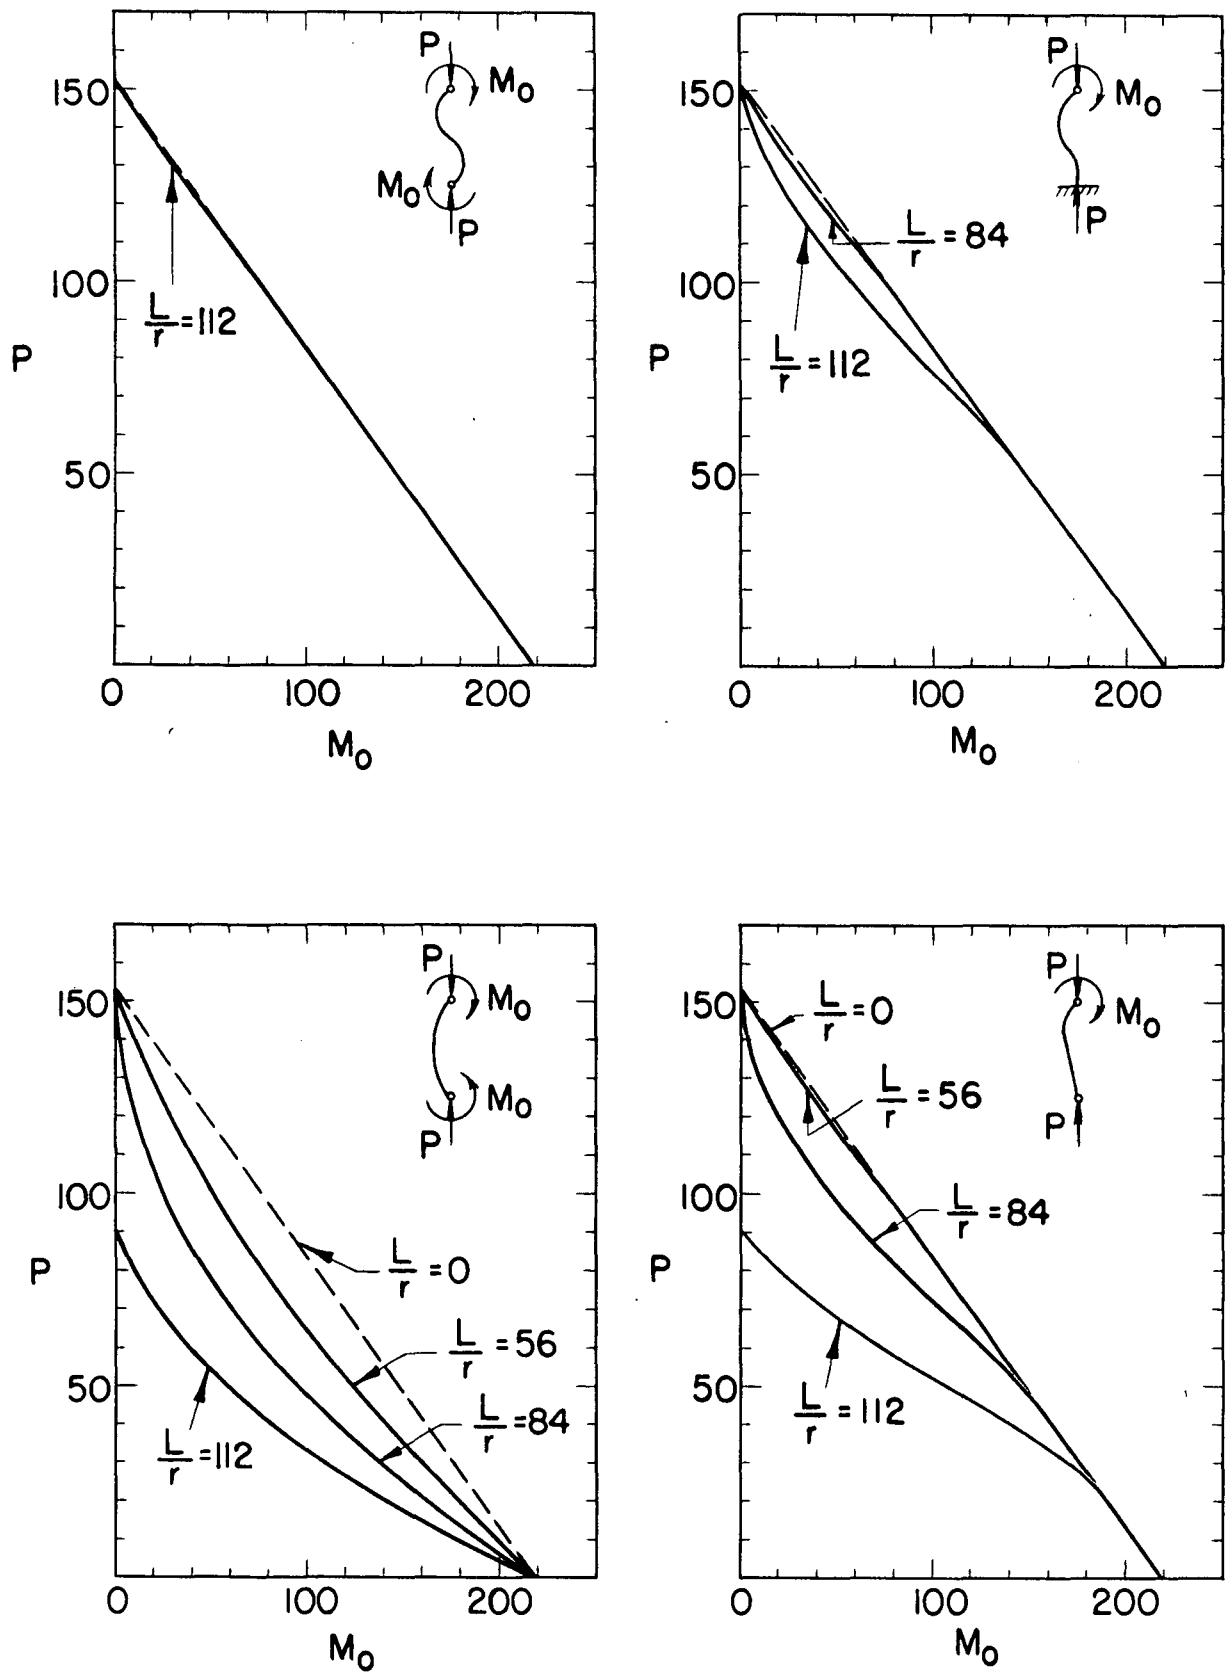 150
100
50
P
0
100
200
M₀
P
M₀
M₀
P
L/r = 112
150
100
50
P
0
100
200
M₀
P
M₀
P
L/r = 84
L/r = 112
150
100
50
P
0
100
200
M₀
P
M₀
M₀
P
L/r = 0
L/r = 56
L/r = 84
L/r = 112
150
100
50
P
0
100
200
M₀
P
M₀
P
L/r = 0
L/r = 56
L/r = 84
L/r = 112